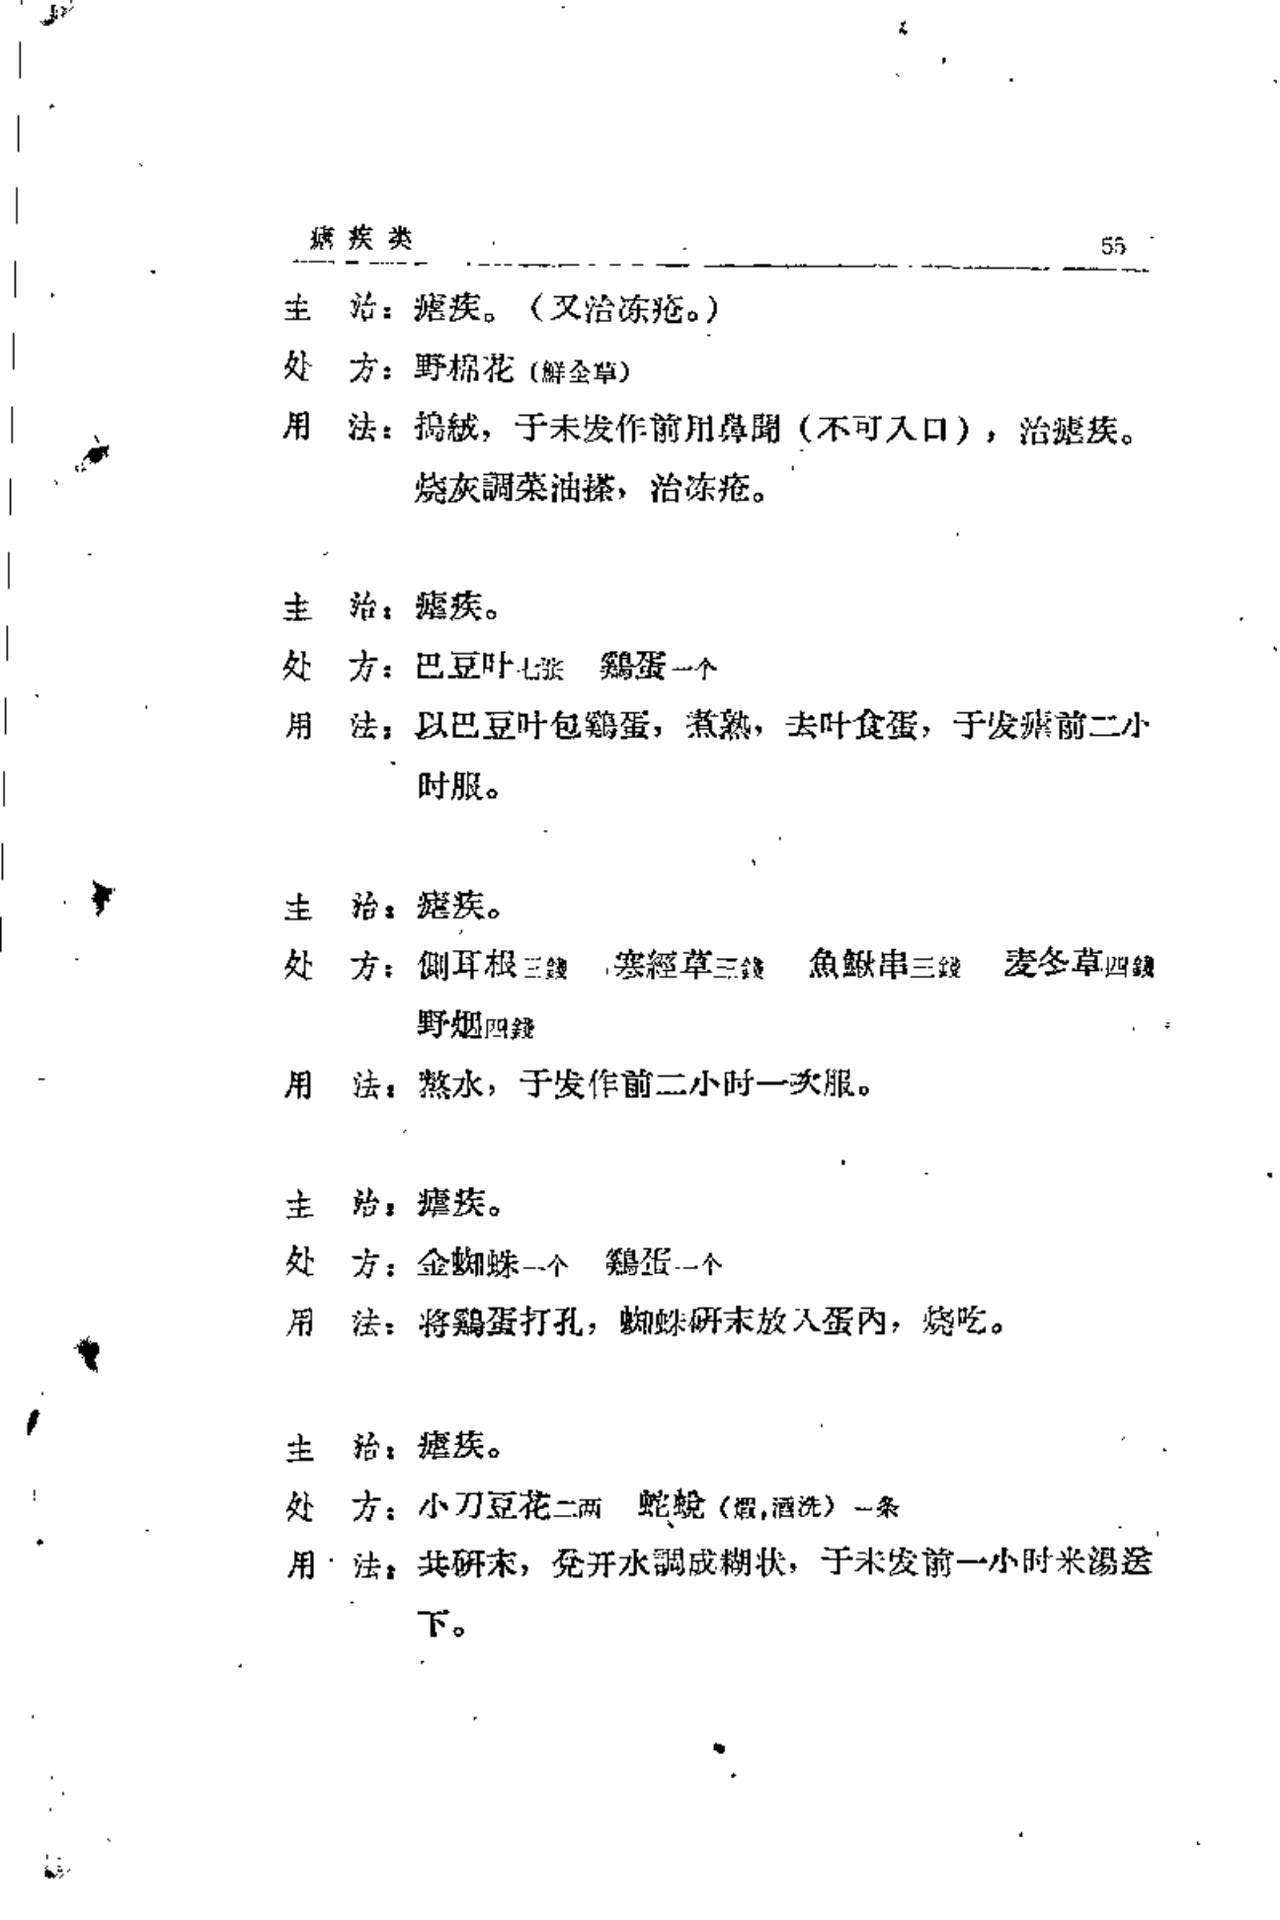 瘧疾类 55
主 治：瘧疾。（又治冻疮。）
处 方：野棉花（鮮全草）
用 法：搗絨，于未发作前用鼻聞（不可入口），治瘧疾。
烧灰調菜油搽，治冻疮。
主 治：瘧疾。
处 方：巴豆叶七张 鷄蛋一个
用 法：以巴豆叶包鷄蛋，煮熟，去叶食蛋，于发瘧前二小
时服。
主 治：瘧疾。
处 方：側耳根三錢 寒經草三錢 魚鰍串三錢 麦冬草四錢
野烟四錢
用 法：熬水，于发作前二小时一次服。
主 治：瘧疾。
处 方：金蜘蛛一个 鷄蛋一个
用 法：将鷄蛋打孔，蜘蛛研末放入蛋內，烧吃。
主 治：瘧疾。
处 方：小刀豆花二两 蛇蛻（煆，酒洗）一条
用 法：共研末，兌开水調成糊状，于未发前一小时米湯送
下。